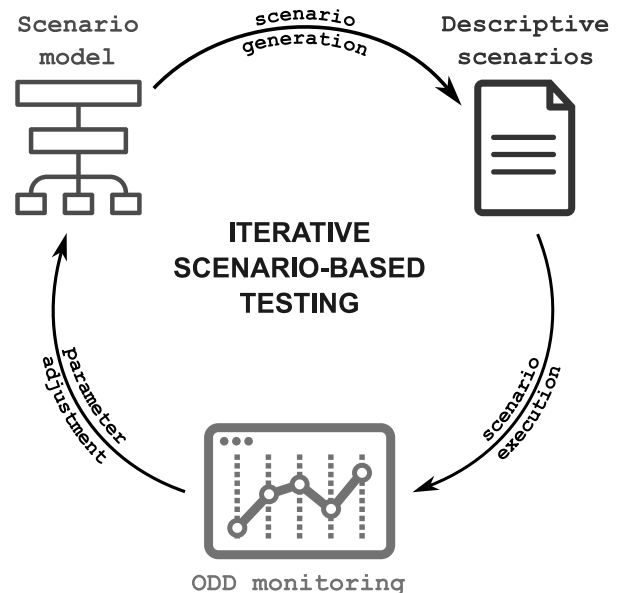 Scenario
model
scenario
generation
Descriptive
scenarios
ITERATIVE
SCENARIO-BASED
TESTING
scenario
execution
parameter
adjustment
ODD monitoring